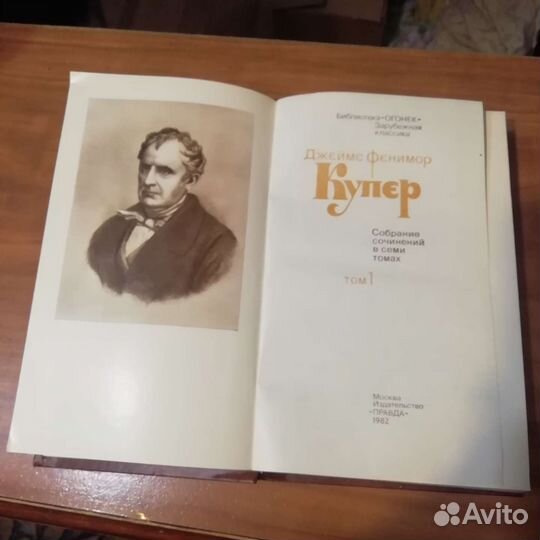 Библиотека «ОГОНЕК»
Зарубежная
классика
Джеймс Фенимор
Купер
Собрание
сочинений
в семи
томах
том 1
Москва
Издательство
«ПРАВДА»
1982
Avito